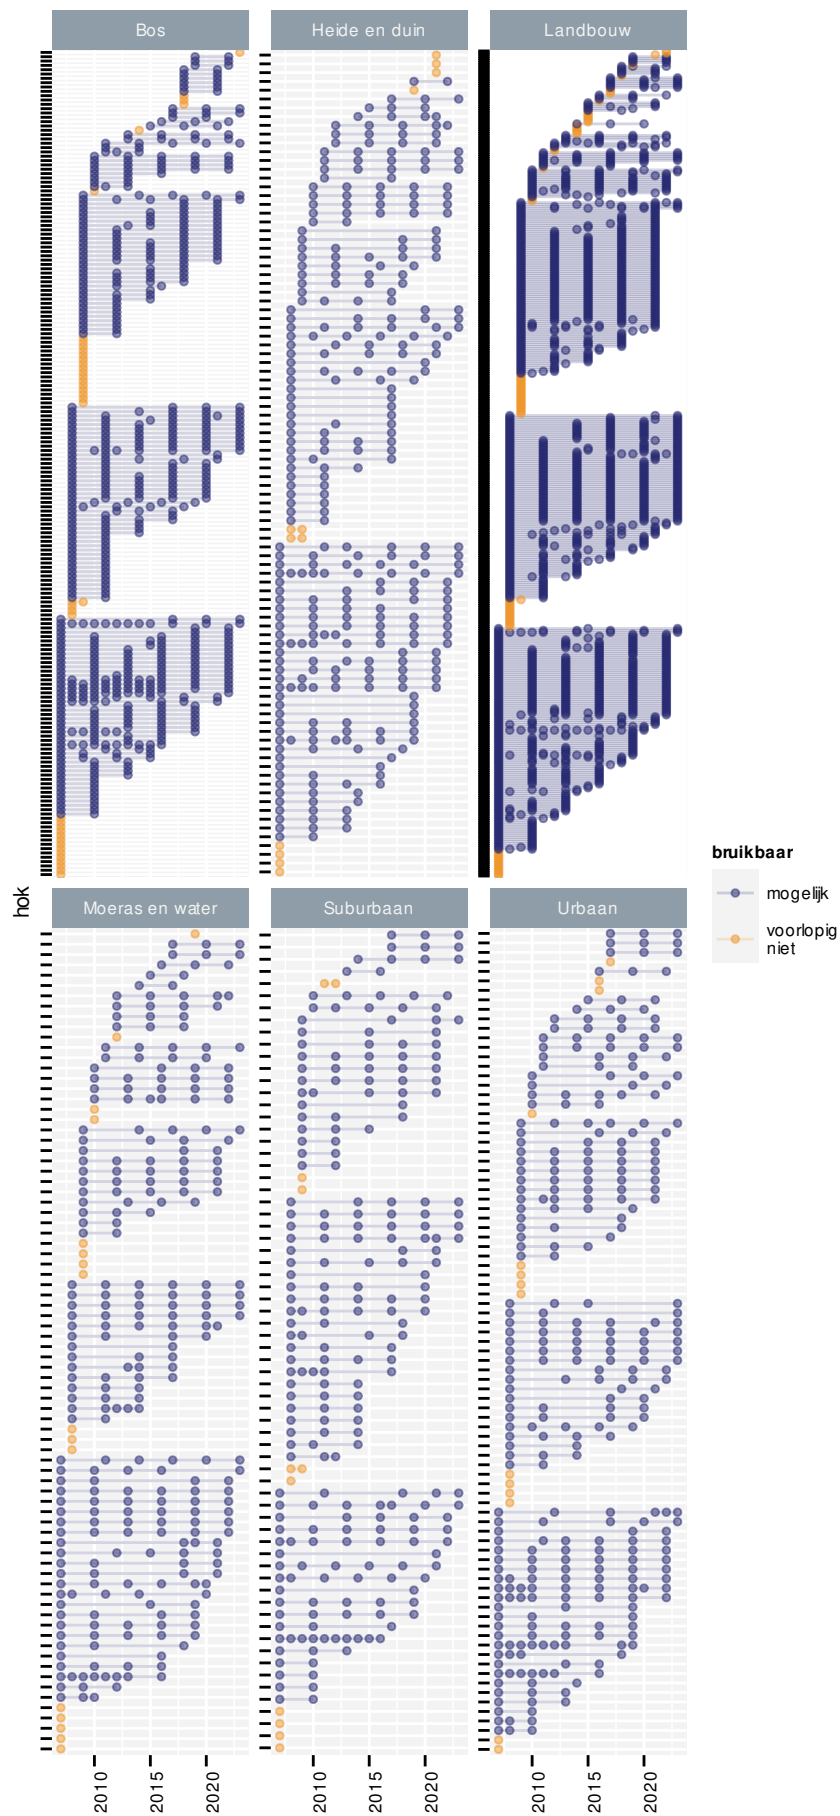 Bos
Heide en duin
Landbouw
hok
Moeras en water
Suburbaan
Urbaan
2010
2015
2020
2010
2015
2020
2010
2015
2020
bruikbaar
mogelijk
voorlopig
niet